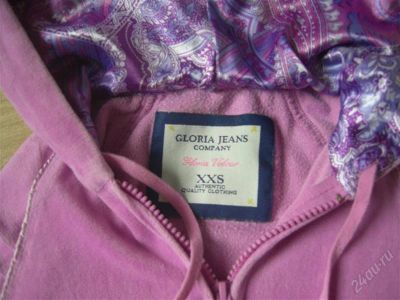 GLORIA JEANS
COMPANY
Gloria Velour
XXS
AUTHENTIC
QUALITY CLOTHING
24au.ru